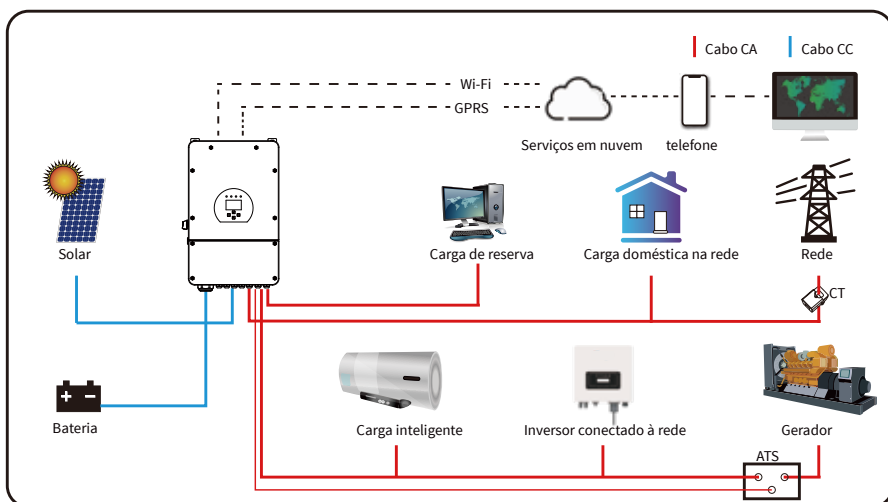 Cabo CA
Cabo CC
Wi-Fi
GPRS
Serviços em nuvem
telefone
Solar
Carga de reserva
Carga doméstica na rede
Rede
CT
Bateria
Carga inteligente
Inversor conectado à rede
Gerador
ATS